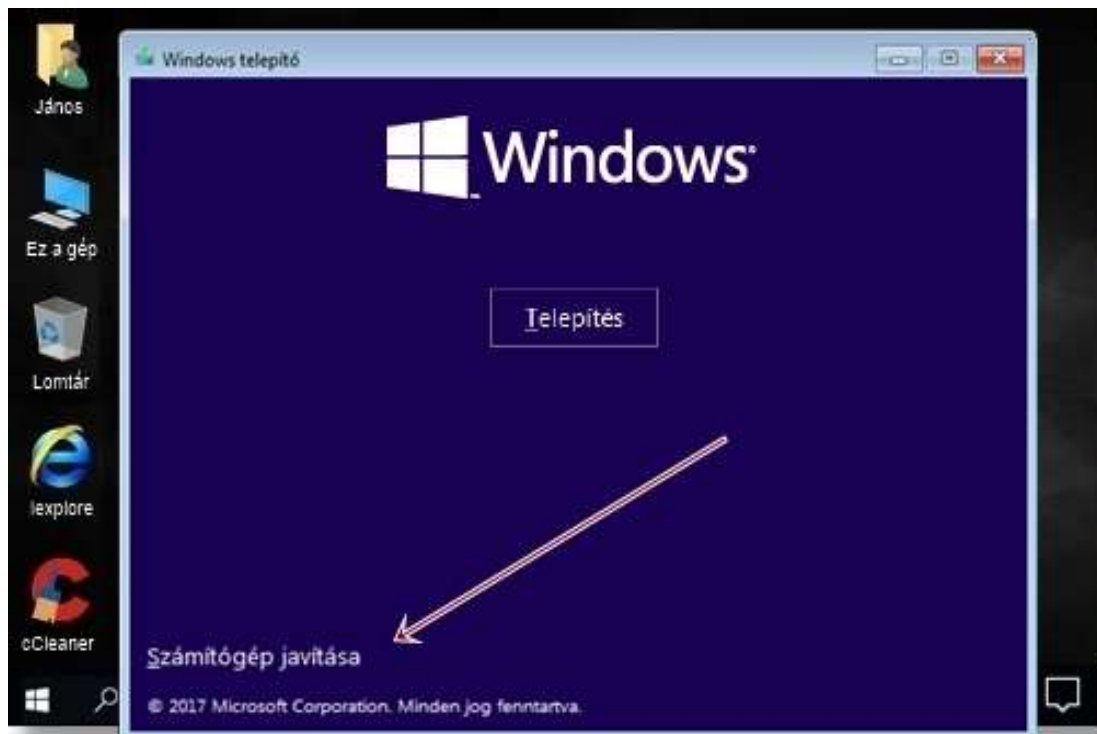 János
Ez a gép
Lomtár
Iexplore
cCleaner
Windows telepítő
Windows
Telepítés
Számítógép javítása
© 2017 Microsoft Corporation. Minden jog fenntartva.